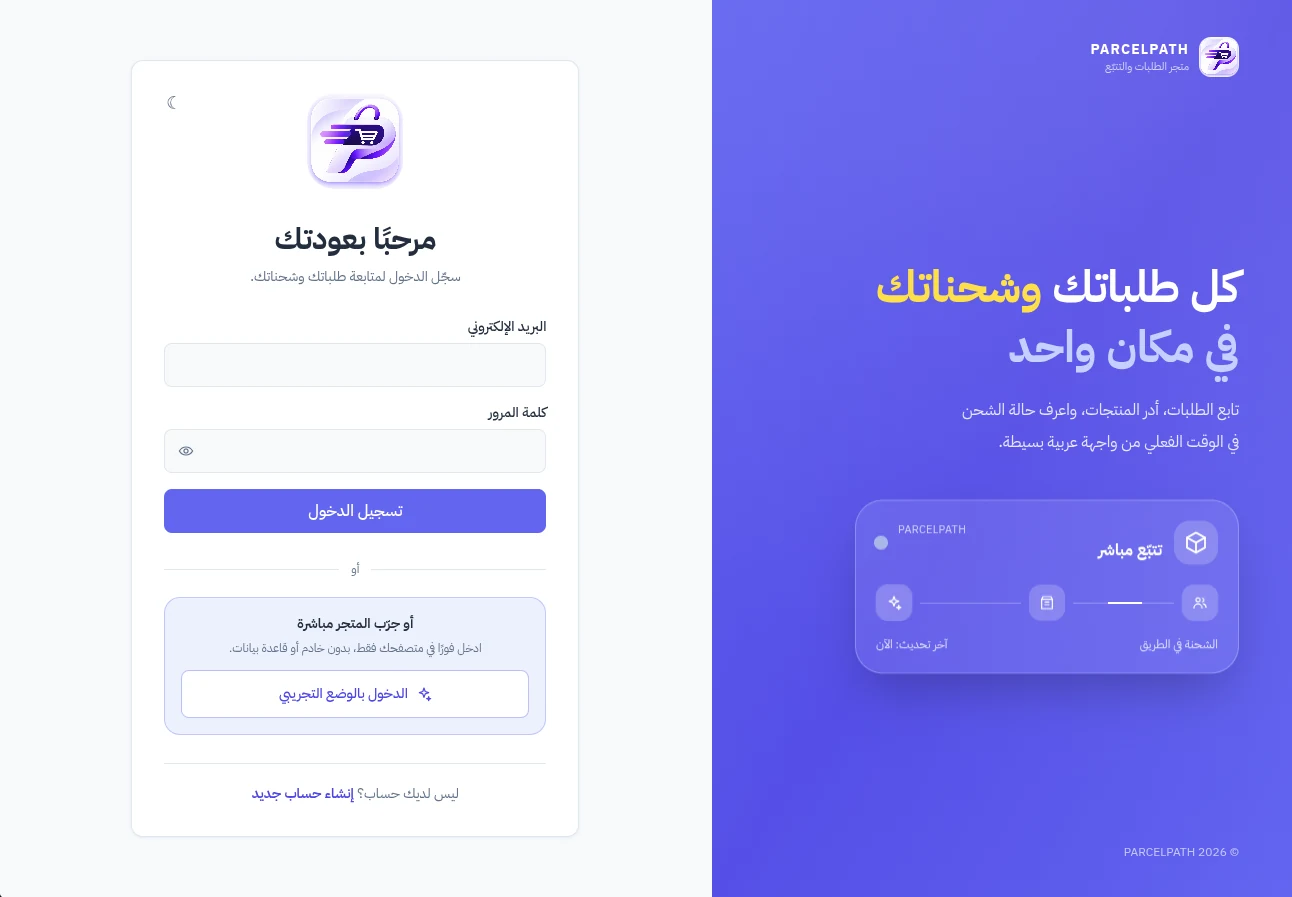 PARCELPATH
متجر الطلبات والتتبّع
كل طلباتك وشحناتك
في مكان واحد
تابع الطلبات، أدر المنتجات، واعرف حالة الشحن
في الوقت الفعلي من واجهة عربية بسيطة.
PARCELPATH
تتبّع مباشر
الشحنة في الطريق
آخر تحديث: الآن
© 2026 PARCELPATH
مرحبًا بعودتك
سجّل الدخول لمتابعة طلباتك وشحناتك.
البريد الإلكتروني
كلمة المرور
تسجيل الدخول
أو
أو جرّب المتجر مباشرة
ادخل فورًا في متصفحك فقط، بدون خادم أو قاعدة بيانات.
الدخول بالوضع التجريبي
ليس لديك حساب؟ إنشاء حساب جديد